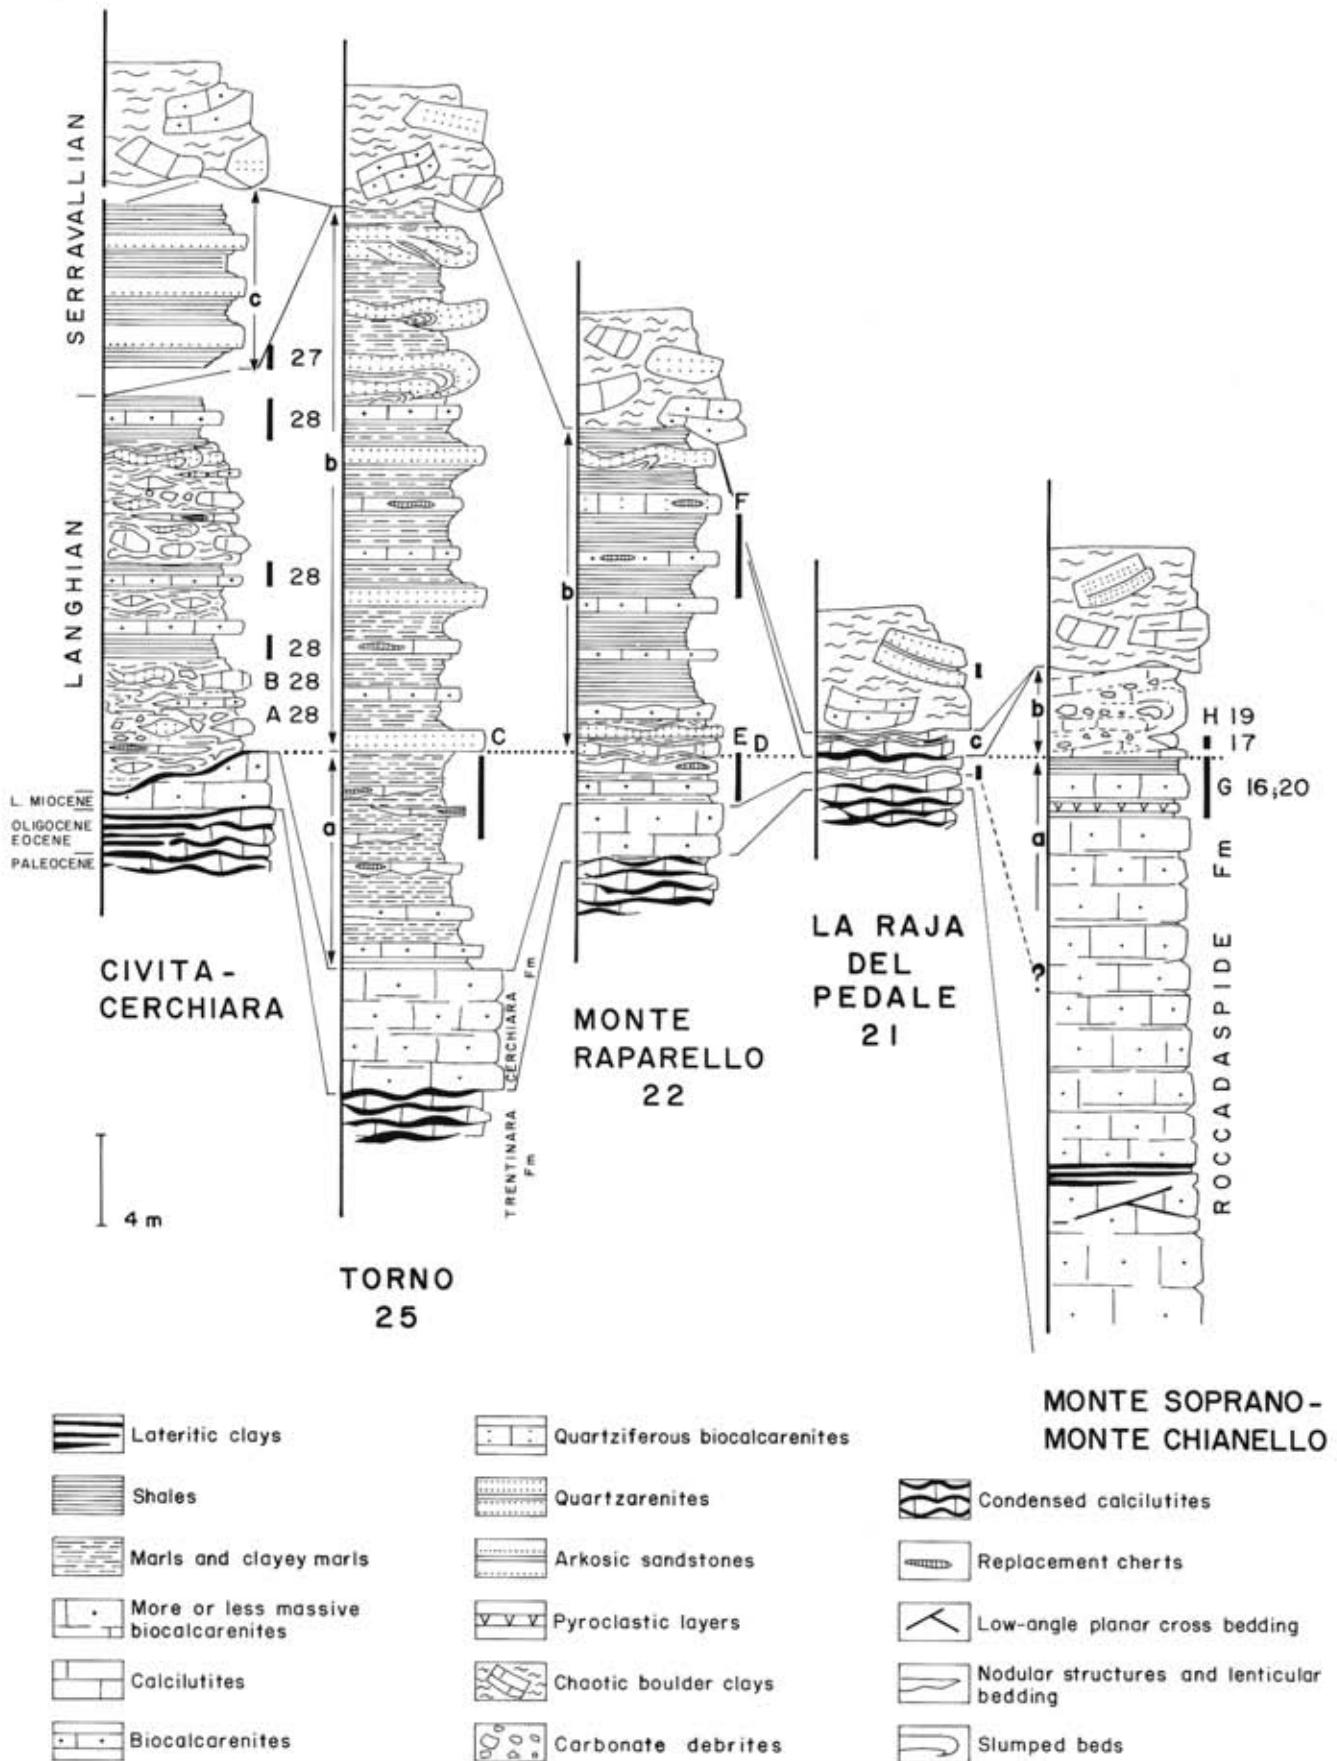 SERRAVALLIAN
LANGHIAN
L. MIOCENE
OLIGOCENE
EOCENE
PALEOCENE
c
27
28
28
28
B 28
A 28
b
a
C
b
F
E D
c
b
a
?
H 19
17
G 16,20
CIVITA-
CERCHIARA
TORNO
25
MONTE
RAPARELLO
22
LA RAJA
DEL
PEDALE
21
MONTE SOPRANO-
MONTE CHIANELLO
CERCHIARA Fm
TRENTINARA Fm
ROCCADASPIDE Fm
4 m
Lateritic clays
Shales
Marls and clayey marls
More or less massive
biocalcarenites
Calcilutites
Biocalcarenites
Quartziferous biocalcarenites
Quartzarenites
Arkosic sandstones
Pyroclastic layers
Chaotic boulder clays
Carbonate debrites
Condensed calcilutites
Replacement cherts
Low-angle planar cross bedding
Nodular structures and lenticular
bedding
Slumped beds